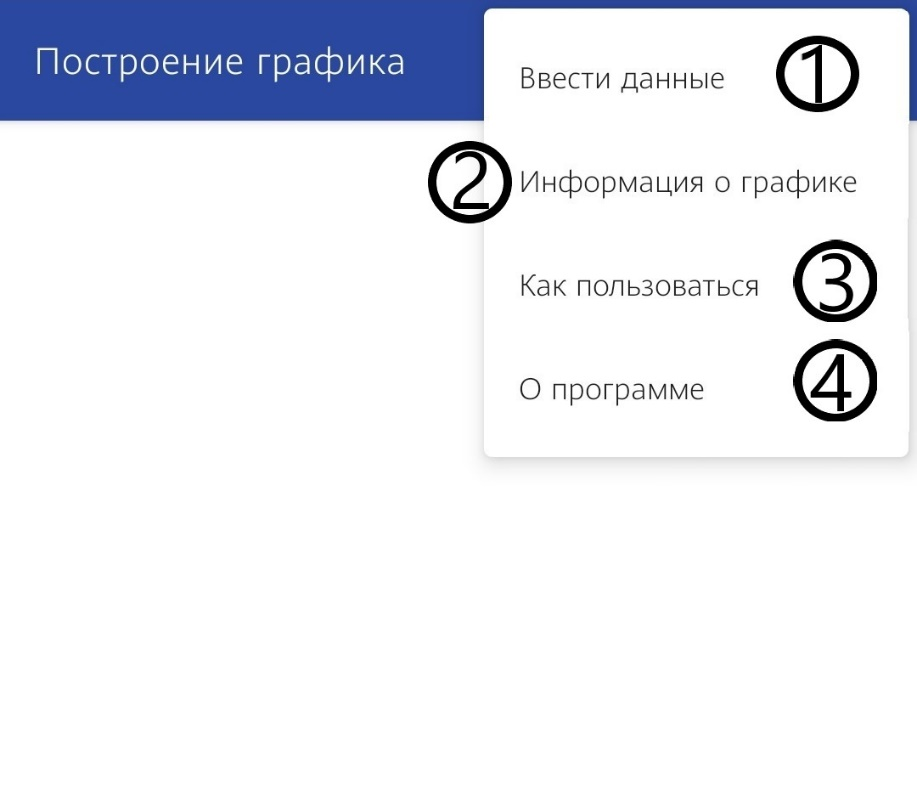 Построение графика
Ввести данные 1
2 Информация о графике
Как пользоваться 3
О программе 4